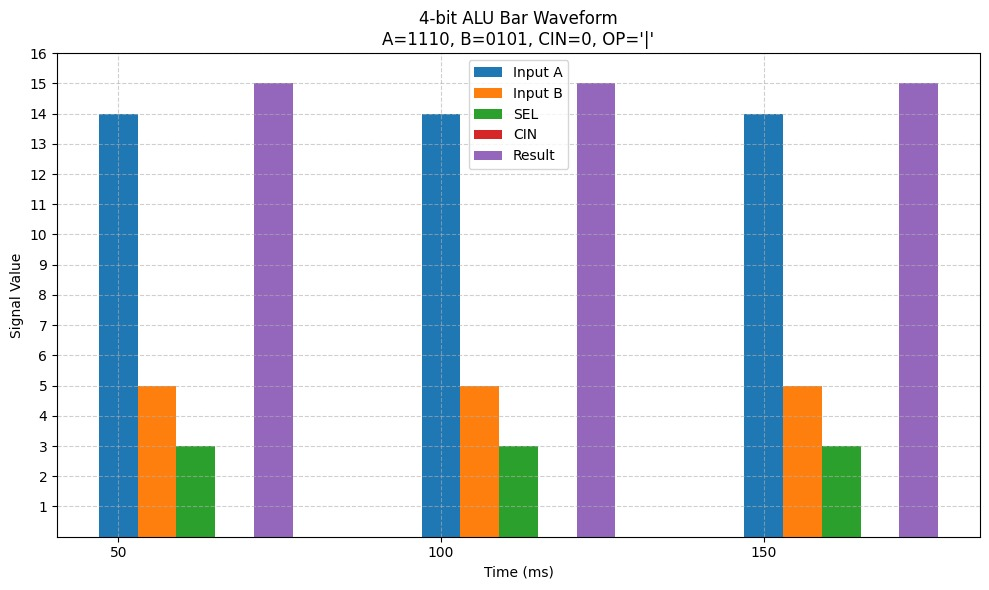 4-bit ALU Bar Waveform
A=1110, B=0101, CIN=0, OP='|'
Signal Value
16
15
14
13
12
11
10
9
8
7
6
5
4
3
2
1
Input A
Input B
SEL
CIN
Result
50
100
150
Time (ms)